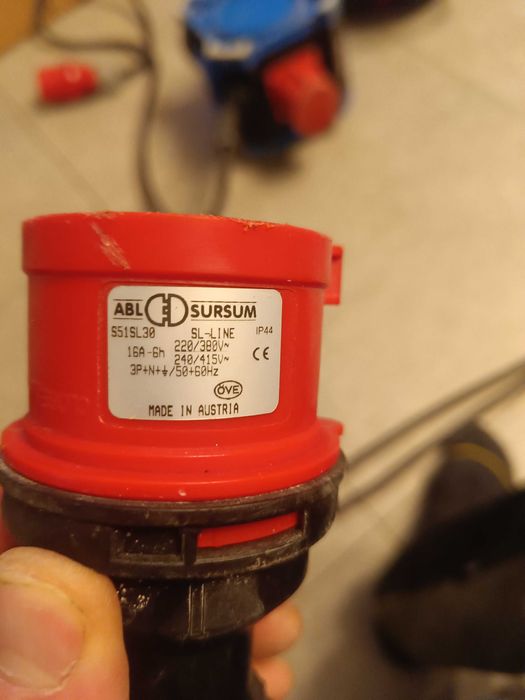 ABL SURSUM
S51SL30 SL-LINE IP44
16A-6h 220/380V~
240/415V~ CE
3P+N+⏚/50+60Hz
ÖVE
MADE IN AUSTRIA